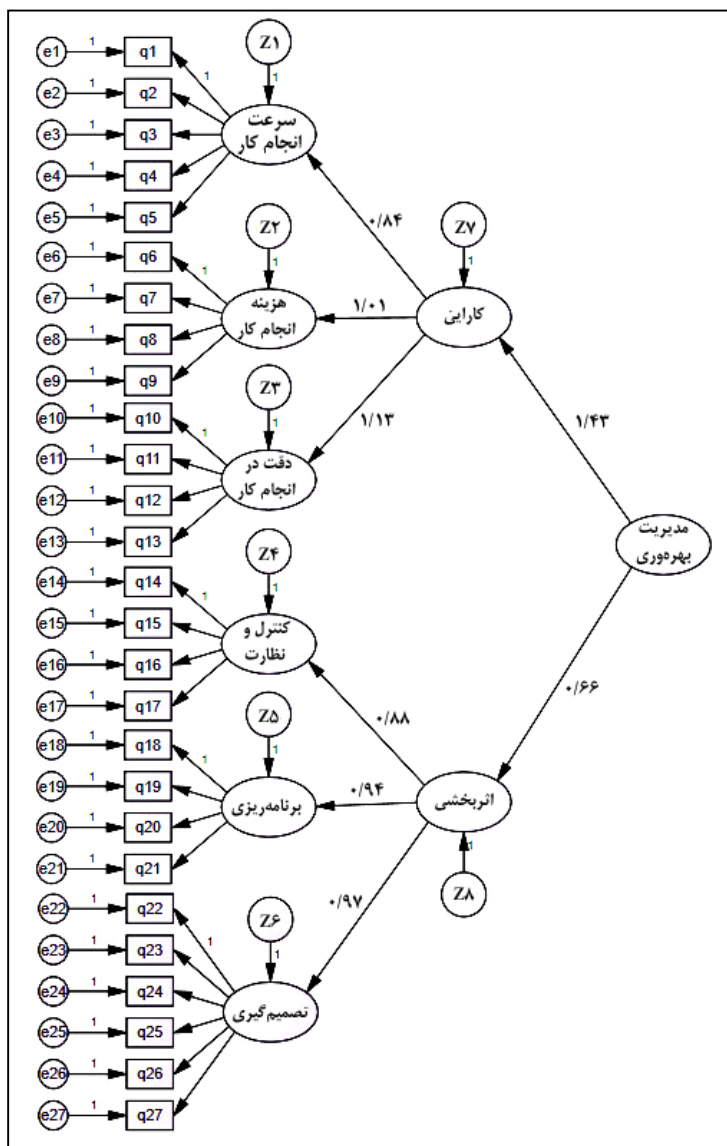 e1 1 q1
e2 1 q2
e3 1 q3
e4 1 q4
e5 1 q5
e6 1 q6
e7 1 q7
e8 1 q8
e9 1 q9
e10 1 q10
e11 1 q11
e12 1 q12
e13 1 q13
e14 1 q14
e15 1 q15
e16 1 q16
e17 1 q17
e18 1 q18
e19 1 q19
e20 1 q20
e21 1 q21
e22 1 q22
e23 1 q23
e24 1 q24
e25 1 q25
e26 1 q26
e27 1 q27
Z۱
1
1
سرعت
انجام کار
Z۲
1
1
هزینه
انجام کار
Z۳
1
1
دقت در
انجام کار
Z۴
1
1
کنترل و
نظارت
Z۵
1
1
برنامه‌ریزی
Z۶
1
1
تصمیم‌گیری
۰/۸۴
۱/۰۱
۱/۱۳
Z۷
1
کارایی
۰/۸۸
۰/۹۴
۰/۹۷
اثربخشی
1
Z۸
۱/۴۳
۰/۶۶
مدیریت
بهره‌وری